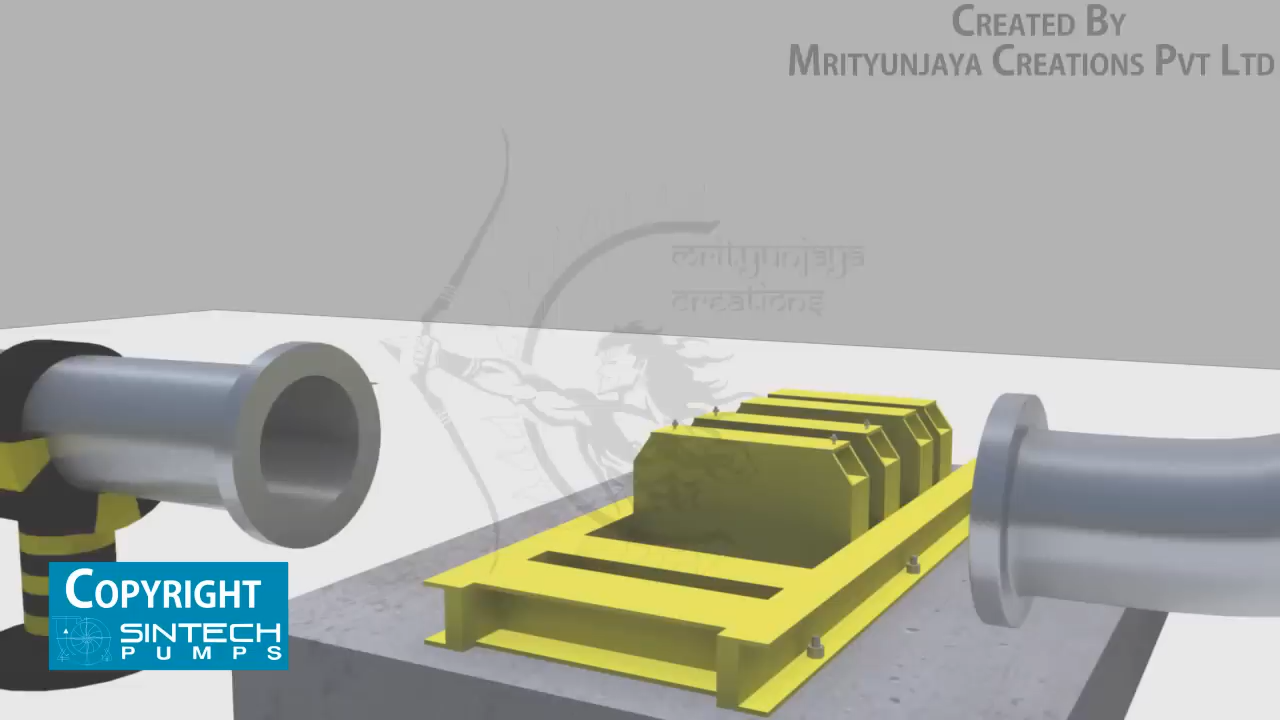 Created By
Mrityunjaya Creations Pvt Ltd
mrityunjaya
creations
Copyright
SINTECH
PUMPS